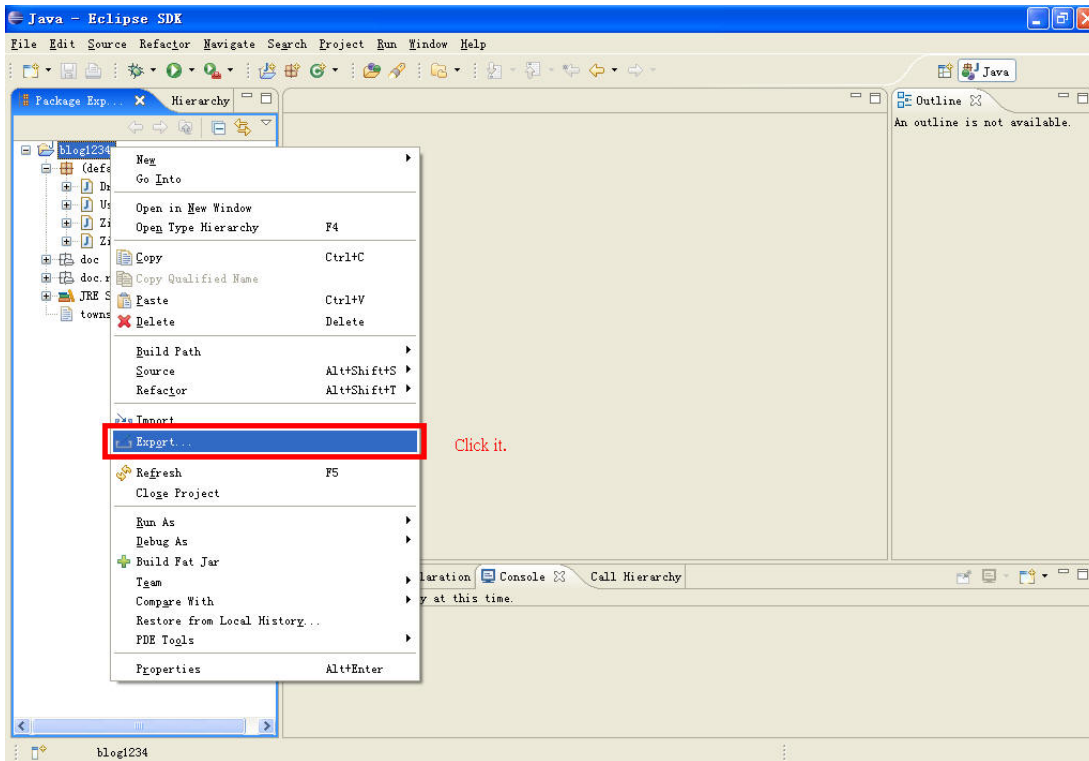 Java - Eclipse SDK
File Edit Source Refactor Navigate Search Project Run Window Help
Java
Package Exp... Hierarchy
Outline
An outline is not available.
blog1234
(defa
D
U
Zi
Zi
doc
doc.r
JRE S
towns
New
Go Into
Open in New Window
Open Type Hierarchy F4
Copy Ctrl+C
Copy Qualified Name
Paste Ctrl+V
Delete Delete
Build Path
Source Alt+Shift+S
Refactor Alt+Shift+T
Import
Export...
Click it.
Refresh F5
Close Project
Run As
Debug As
Build Fat Jar
Team
Compare With
Restore from Local History...
PDE Tools
Properties Alt+Enter
laration Console Call Hierarchy
y at this time.
blog1234